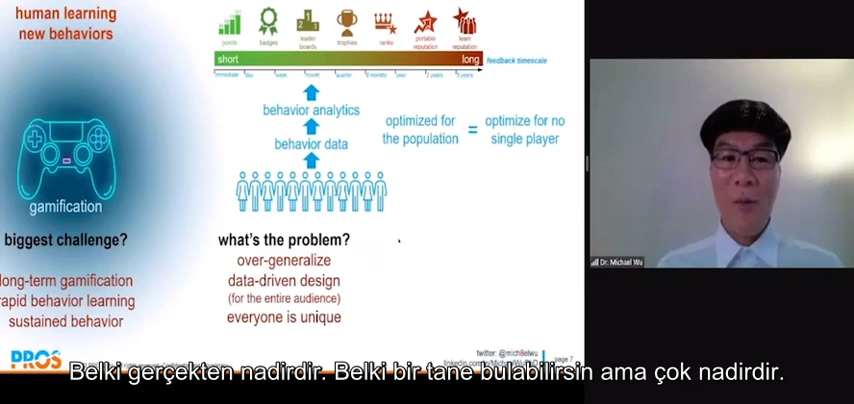 human learning
new behaviors
points badges leader boards trophies ranks portable reputation team reputation
short long feedback timescale
immediate day week month quarter 6 months year 2 years
behavior analytics
optimized for the population = optimize for no single player
behavior data
gamification
biggest challenge?
what's the problem?
over-generalize
long-term gamification
data-driven design
rapid behavior learning
(for the entire audience)
sustained behavior
everyone is unique
Dr. Michael Wu
PROS
twitter: @mich8elwu
page 7
Belki gerçekten nadirdir. Belki bir tane bulabilirsin ama çok nadirdir.